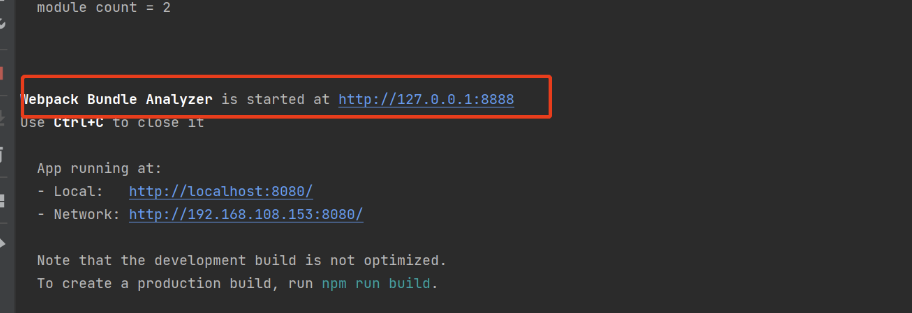 module count = 2
Webpack Bundle Analyzer is started at http://127.0.0.1:8888
Use Ctrl+C to close it
App running at:
- Local: http://localhost:8080/
- Network: http://192.168.108.153:8080/
Note that the development build is not optimized.
To create a production build, run npm run build.